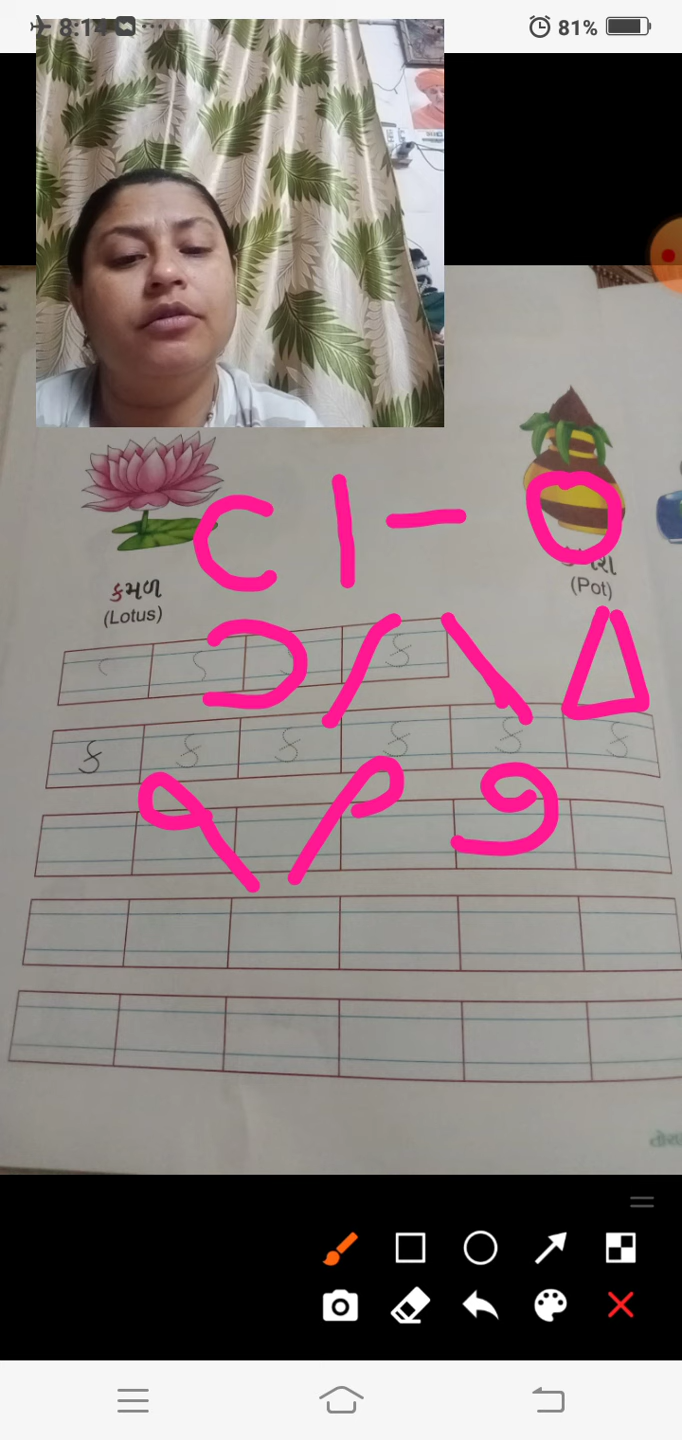 8:14 ... 81%
કમળ
(Lotus)
(Pot)
ક
ક ક ક ક ક ક